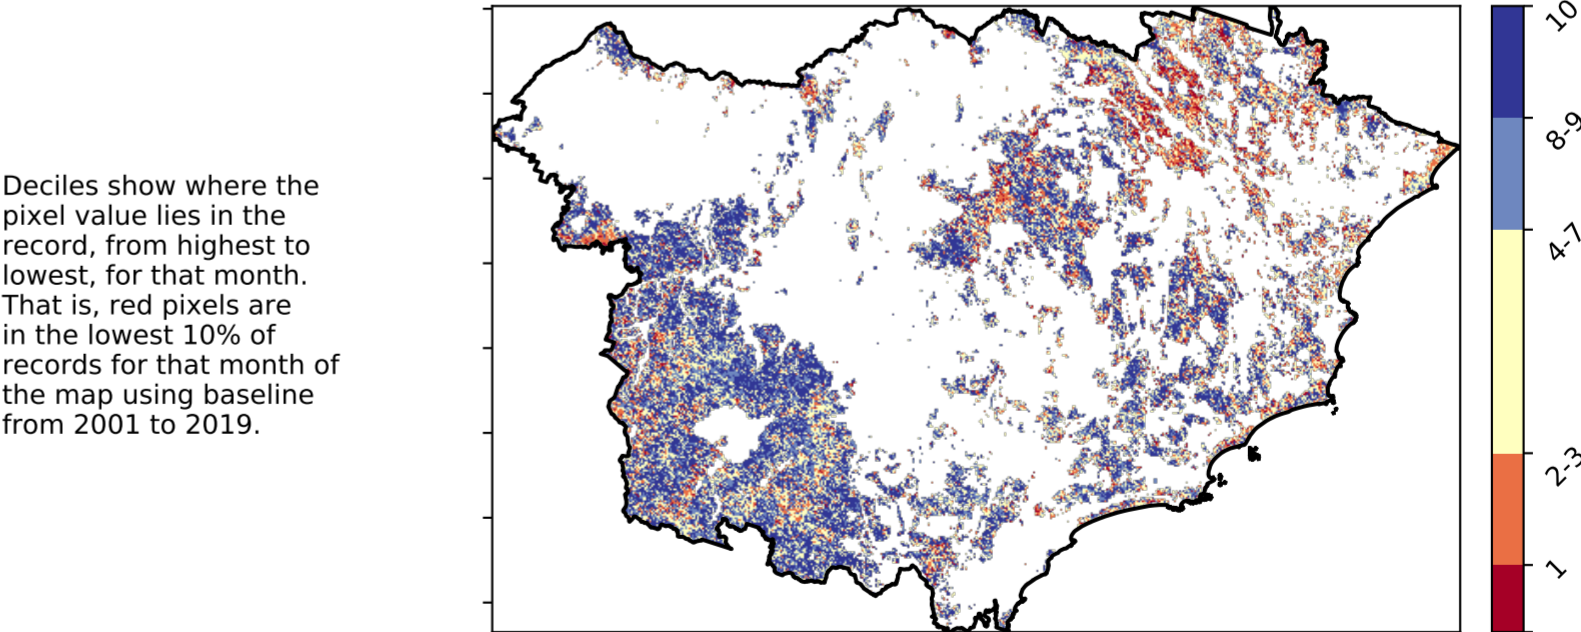 Deciles show where the
pixel value lies in the
record, from highest to
lowest, for that month.
That is, red pixels are
in the lowest 10% of
records for that month of
the map using baseline
from 2001 to 2019.
10
8-9
4-7
2-3
1